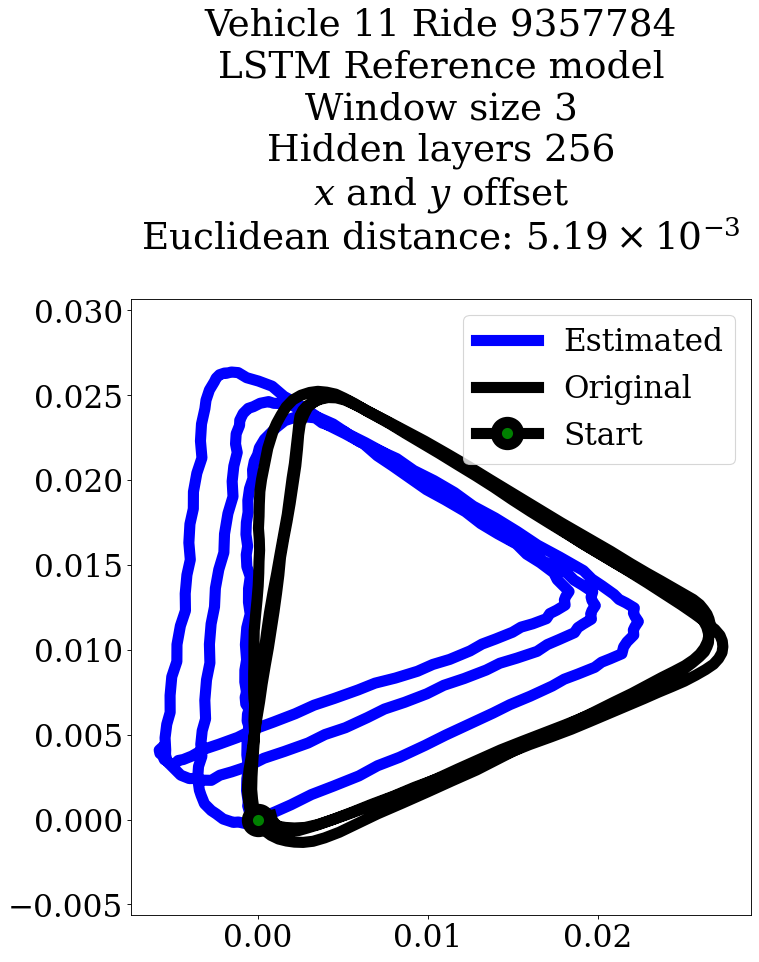 Vehicle 11 Ride 9357784
LSTM Reference model
Window size 3
Hidden layers 256
x and y offset
Euclidean distance: 5.19 × 10⁻³
0.030
0.025
0.020
0.015
0.010
0.005
0.000
−0.005
Estimated
Original
Start
0.00 0.01 0.02